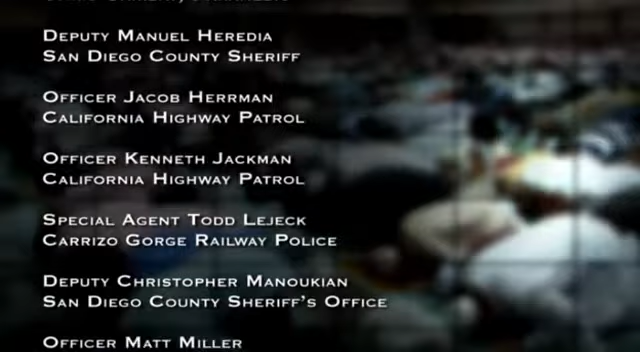 Deputy Manuel Heredia
San Diego County Sheriff
Officer Jacob Herrman
California Highway Patrol
Officer Kenneth Jackman
California Highway Patrol
Special Agent Todd Lejeck
Carrizo Gorge Railway Police
Deputy Christopher Manoukian
San Diego County Sheriff's Office
Officer Matt Miller